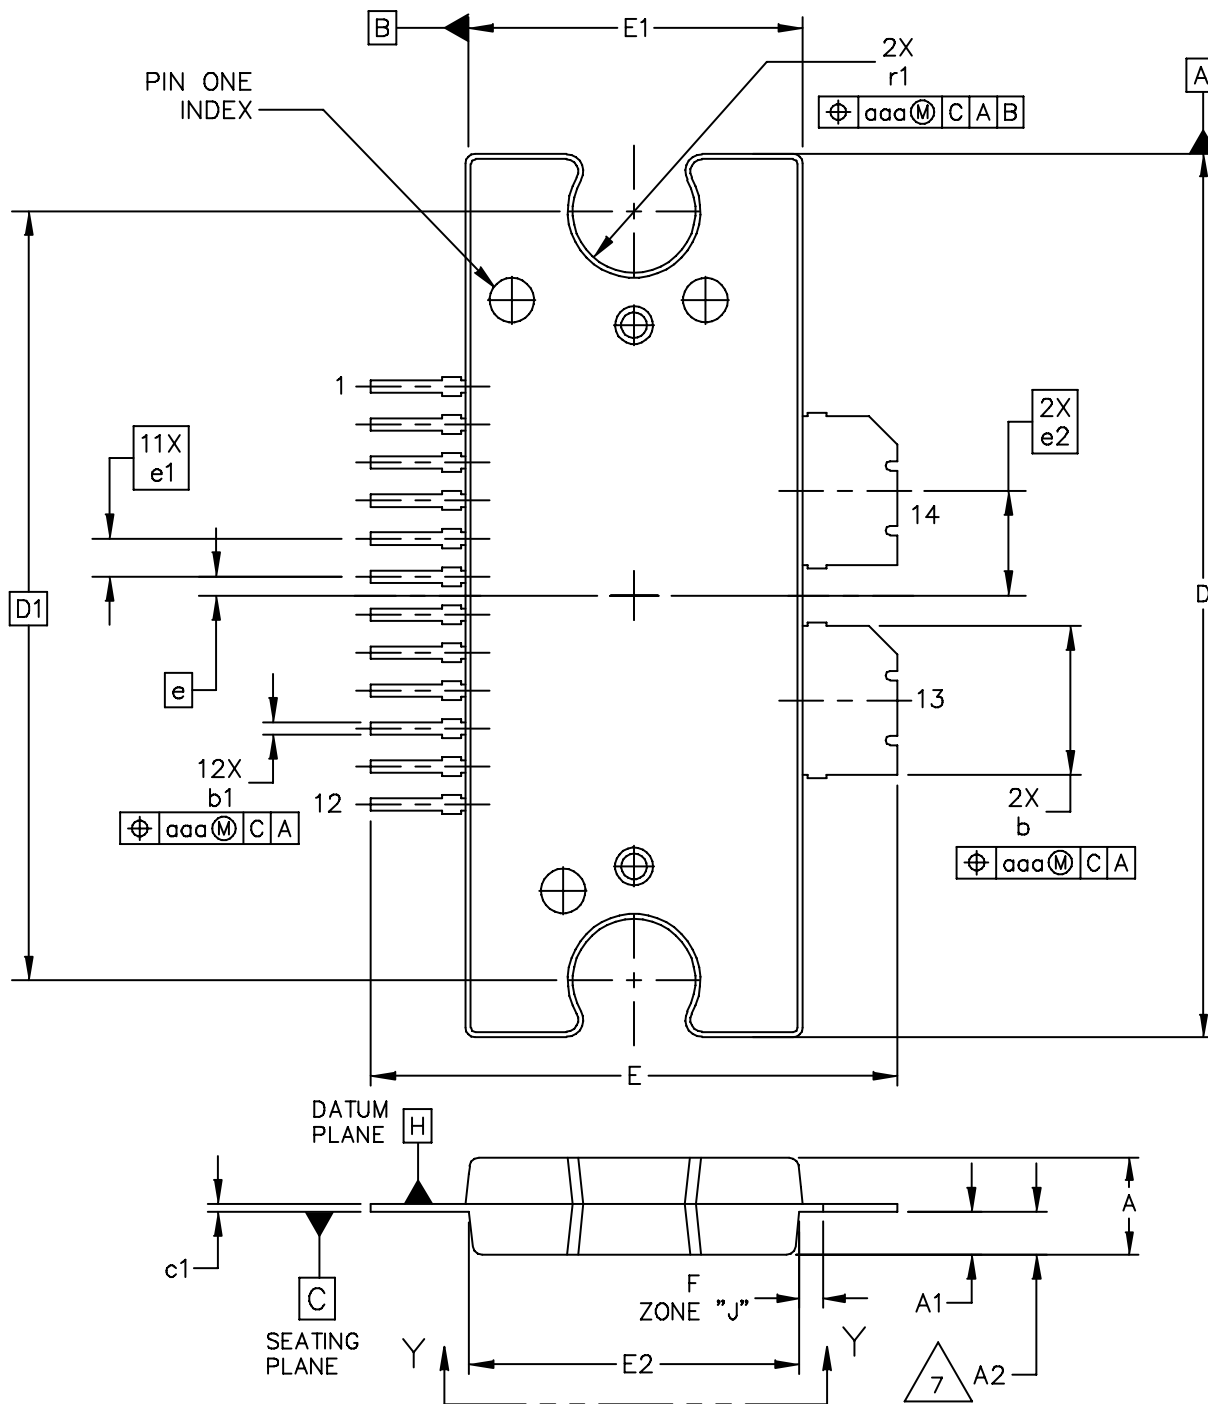 B
E1
2X
r1
⌖ aaa Ⓜ C A B
A
PIN ONE
INDEX
1
11X
e1
2X
e2
14
D1
D
e
13
12X
b1
12
⌖ aaa Ⓜ C A
2X
b
⌖ aaa Ⓜ C A
E
DATUM
PLANE
H
A
c1
C
F
ZONE "J"
A1
SEATING
PLANE
Y
E2
Y
7
A2